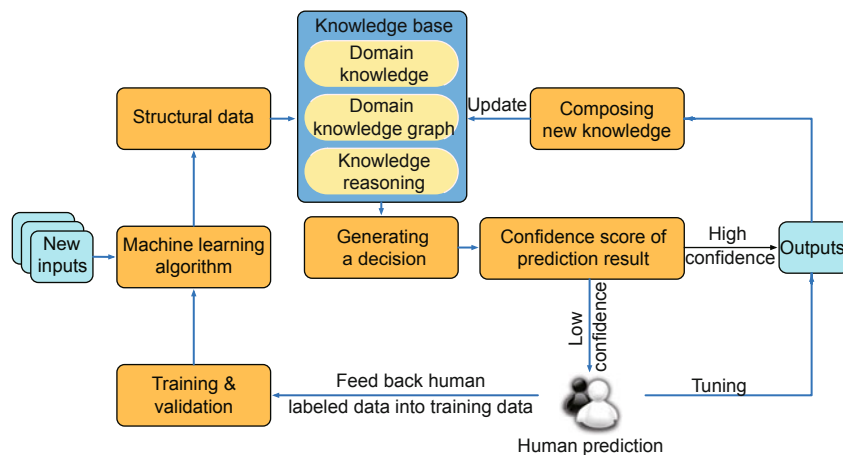 Knowledge base
Domain
knowledge
Domain
knowledge graph
Knowledge
reasoning
Structural data
Update
Composing
new knowledge
New
inputs
Machine learning
algorithm
Generating
a decision
Confidence score of
prediction result
High
confidence
Outputs
Low
confidence
Training &
validation
Feed back human
labeled data into training data
Tuning
Human prediction